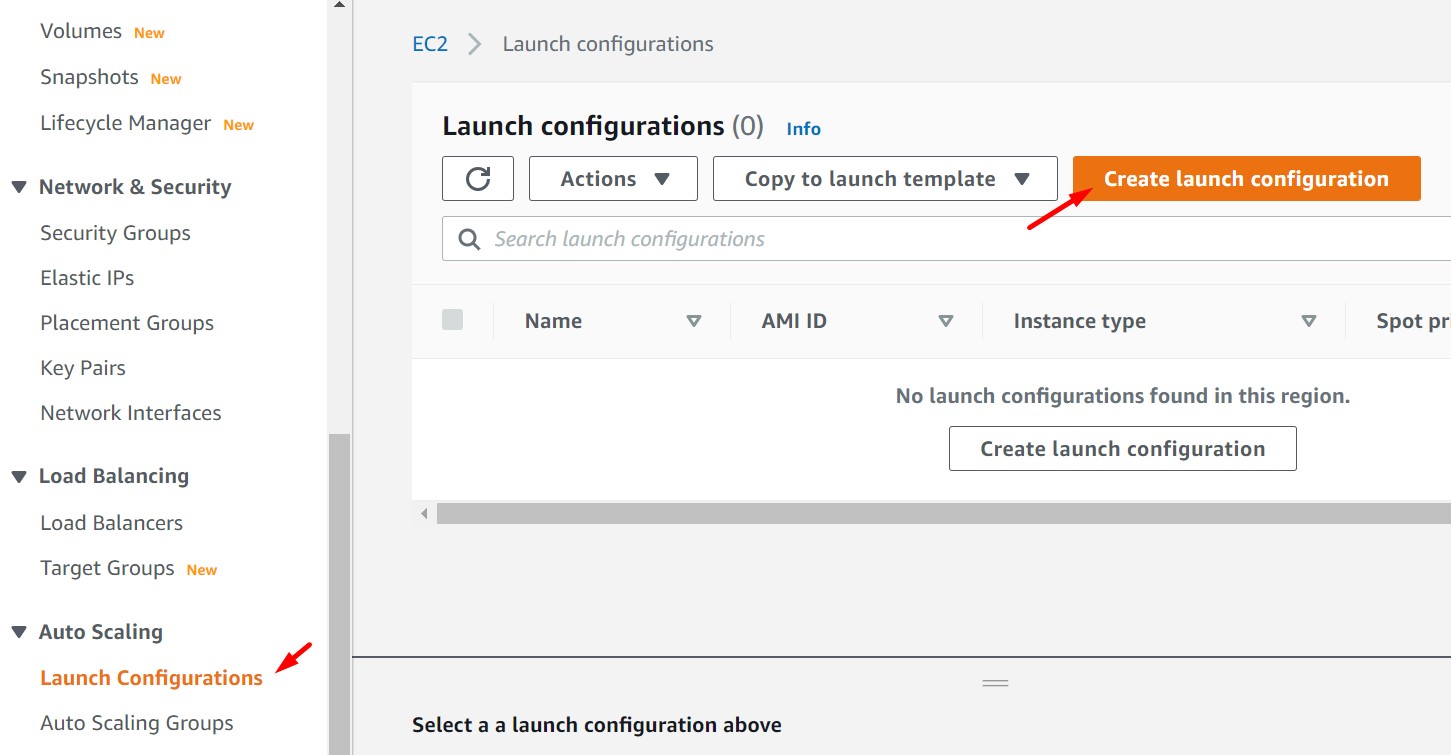 Volumes New
Snapshots New
Lifecycle Manager New
Network & Security
Security Groups
Elastic IPs
Placement Groups
Key Pairs
Network Interfaces
Load Balancing
Load Balancers
Target Groups New
Auto Scaling
Launch Configurations
Auto Scaling Groups
EC2 > Launch configurations
Launch configurations (0) Info
Actions Copy to launch template Create launch configuration
Search launch configurations
Name AMI ID Instance type Spot pri
No launch configurations found in this region.
Create launch configuration
Select a a launch configuration above